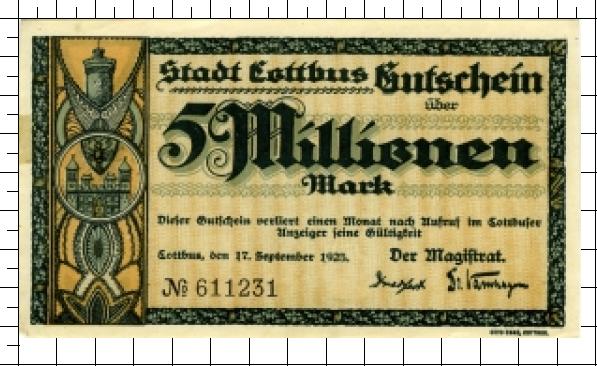 Stadt Cottbus Gutschein
über
5 Millionen
Mark
Dieser Gutschein verliert einen Monat nach Aufruf im Cottbuser
Anzeiger seine Gültigkeit
Cottbus, den 17. September 1923. Der Magistrat.
№ 611231